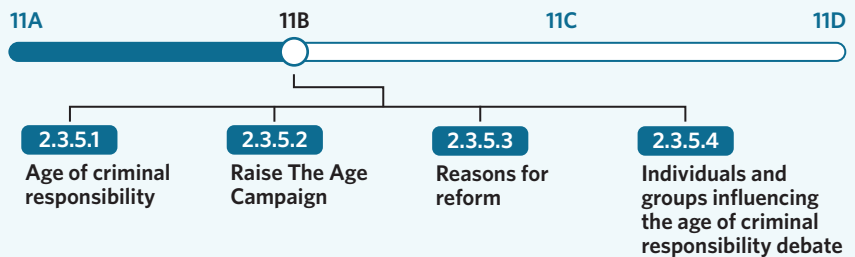 11A 11B 11C 11D
2.3.5.1 2.3.5.2 2.3.5.3 2.3.5.4
Age of criminal
responsibility
Raise The Age
Campaign
Reasons for
reform
Individuals and
groups influencing
the age of criminal
responsibility debate